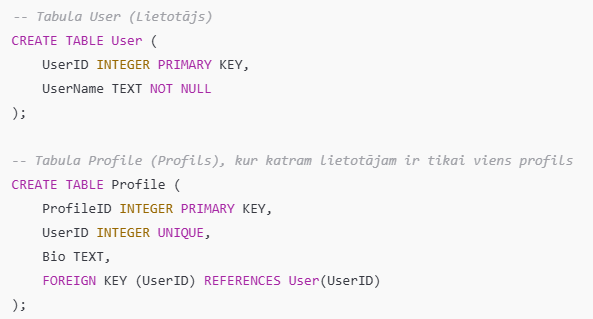 -- Tabula User (Lietotājs)
CREATE TABLE User (
    UserID INTEGER PRIMARY KEY,
    UserName TEXT NOT NULL
);

-- Tabula Profile (Profils), kur katram lietotājam ir tikai viens profils
CREATE TABLE Profile (
    ProfileID INTEGER PRIMARY KEY,
    UserID INTEGER UNIQUE,
    Bio TEXT,
    FOREIGN KEY (UserID) REFERENCES User(UserID)
);